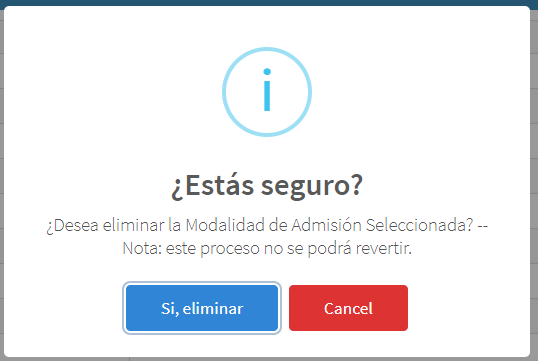 ¿Estás seguro?
¿Desea eliminar la Modalidad de Admisión Seleccionada? --
Nota: este proceso no se podrá revertir.
Si, eliminar
Cancel